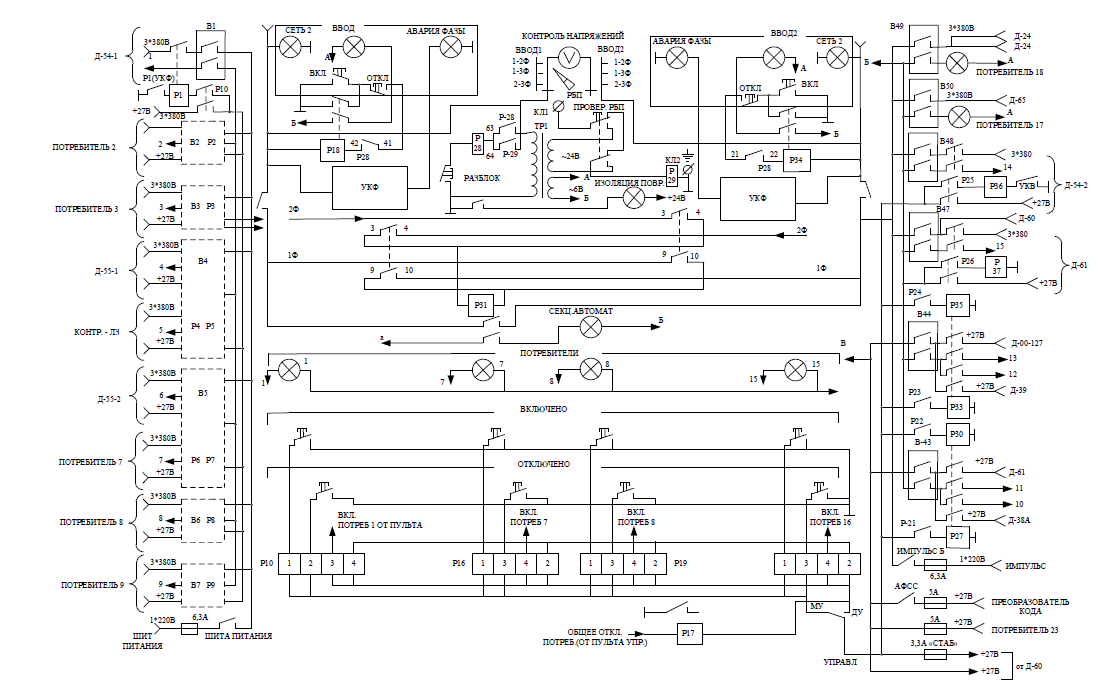 В1
3*380В
Д-54-1
1
Р1(УКФ)
Р1
Р10
+27В
3*380В
ПОТРЕБИТЕЛЬ 2
2
В2 Р2
+27В
3*380В
ПОТРЕБИТЕЛЬ 3
3
В3 Р3
+27В
3*380В
Д-55-1
4
В4
+27В
3*380В
КОНТР. - ЛЗ
5
Р4 Р5
+27В
3*380В
Д-55-2
6
В5
+27В
3*380В
ПОТРЕБИТЕЛЬ 7
7
Р6 Р7
+27В
3*380В
ПОТРЕБИТЕЛЬ 8
8
В6 Р8
+27В
3*380В
ПОТРЕБИТЕЛЬ 9
9
В7 Р9
+27В
1*220В
6,3А
ЩИТ ПИТАНИЯ
ШИТА ПИТАНИЯ
СЕТЬ 2
ВВОД
АВАРИЯ ФАЗЫ
А
ВКЛ
ОТКЛ
Б
Р18
42
41
Р28
УКФ
КОНТРОЛЬ НАПРЯЖЕНИЙ
ВВОД1
V
ВВОД2
1-2Ф
1-3Ф
2-3Ф
1-2Ф
1-3Ф
2-3Ф
РБП
КЛ1
ПРОВЕР. РБП
Р-28
63
Р 28
64
Р-29
ТР1
~24В
РАЗБЛОК
А
~6В
Б
ИЗОЛЯЦИЯ ПОВР.
+24В
КЛ2
Р 29
АВАРИЯ ФАЗЫ
ВВОД2
СЕТЬ 2
А
ОТКЛ
ВКЛ
Б
21
22
Р28
Р34
УКФ
Б
2Ф
3
4
3
4
2Ф
1Ф
9
10
9
10
1Ф
Р31
СЕКЦ.АВТОМАТ
Б
а
ПОТРЕБИТЕЛИ
В
1
1
7
7
8
8
15
15
ВКЛЮЧЕНО
ОТКЛЮЧЕНО
ВКЛ.
ПОТРЕБ 1 ОТ ПУЛЬТА
ВКЛ.
ПОТРЕБ 7
ВКЛ.
ПОТРЕБ 8
ВКЛ.
ПОТРЕБ 16
Р10
1 2 3 4
Р16
1 3 4 2
1 3 4 2
Р19
1 3 4 2
МУ
ДУ
ОБЩЕЕ ОТКЛ.
ПОТРЕБ.(ОТ ПУЛЬТА УПР.)
Р17
УПРАВЛ
В49
3*380В
Д-24
Д-24
А
ПОТРЕБИТЕЛЬ 18
В50
3*380В
Д-65
А
ПОТРЕБИТЕЛЬ 17
В48
3*380
14
Р25
Р36
УКВ
Д-54-2
+27В
В47
Д-60
3*380
15
Р26
Р 37
Д-61
+27В
Р24
Р35
В44
+27В
Д-00-127
13
12
+27В
Д-39
Р23
Р33
Р22
Р30
В-43
+27В
Д-61
11
10
+27В
Д-38А
Р-21
Р27
ИМПУЛЬС Б
1*220В
ИМПУЛЬС
6,3А
АФСС
5А
+27В
ПРЕОБРАЗОВАТЕЛЬ КОДА
5А
+27В
ПОТРЕБИТЕЛЬ 23
3,3А «СТАБ»
+27В
+27В
от Д-60